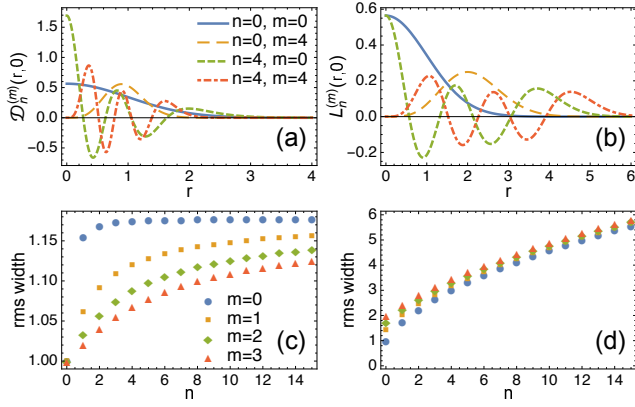 1.5
1.0
0.5
0.0
-0.5
𝒟ₙ⁽ᵐ⁾(r,0)
n=0, m=0
n=0, m=4
n=4, m=0
n=4, m=4
(a)
0 1 2 3 4
r
0.6
0.4
0.2
0.0
-0.2
Lₙ⁽ᵐ⁾(r,0)
(b)
0 1 2 3 4 5 6
r
1.15
1.10
1.05
1.00
rms width
m=0
m=1
m=2
m=3
(c)
0 2 4 6 8 10 12 14
n
6
5
4
3
2
1
0
rms width
(d)
0 2 4 6 8 10 12 14
n